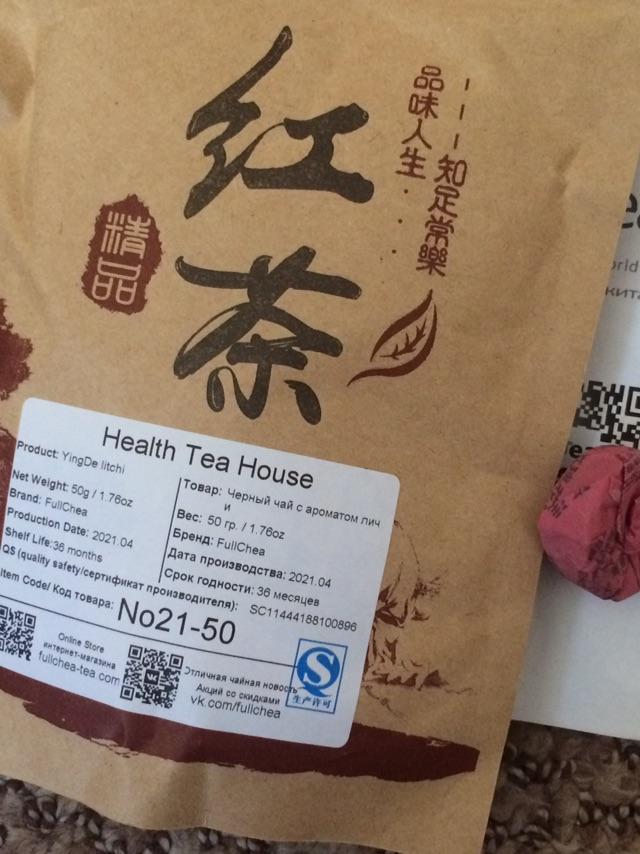 红茶
品味人生...
---知足常樂
精品
Health Tea House
Product: YingDe litchi
Net Weight: 50g / 1.76oz
Brand: FullChea
Production Date: 2021.04
Shelf Life:36 months
Товар: Черный чай с ароматом лич
и
Вес: 50 гр. / 1.76oz
Бренд: FullChea
Дата производства: 2021.04
Срок годности: 36 месяцев
QS (quality safety/сертификат производителя): SC11444188100896
Item Code/ Код товара: No21-50
Online Store
интернет-магазина
fullchea-tea.com
Отличная чайная новость
Акций со скидками
vk.com/fullchea
S
生产许可